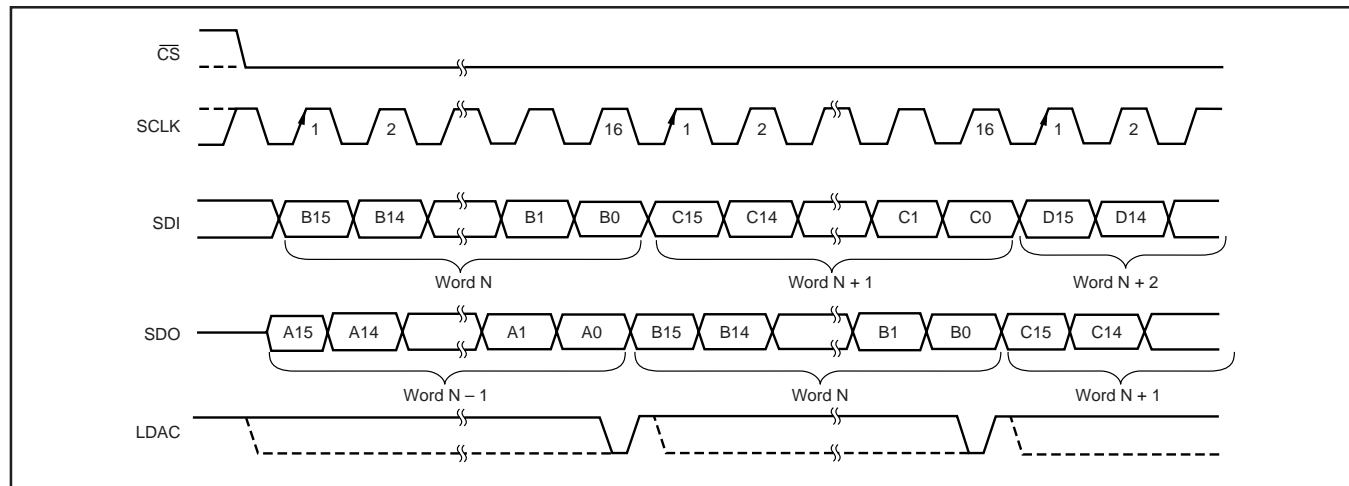 CS
SCLK 1 2 16 1 2 16 1 2
SDI B15 B14 B1 B0 C15 C14 C1 C0 D15 D14
Word N Word N + 1 Word N + 2
SDO A15 A14 A1 A0 B15 B14 B1 B0 C15 C14
Word N – 1 Word N Word N + 1
LDAC